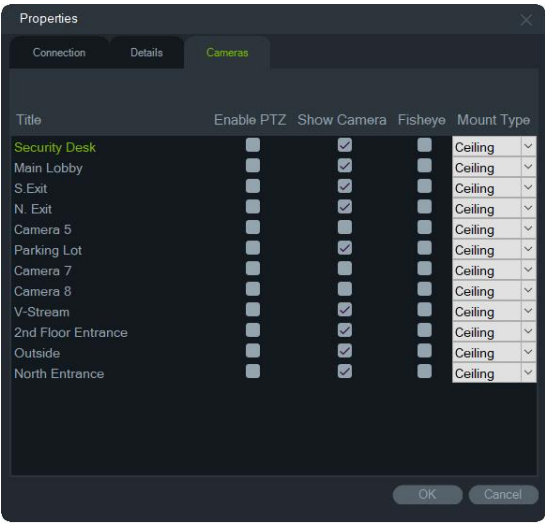 Properties
Connection Details Cameras
Title Enable PTZ Show Camera Fisheye Mount Type
Security Desk Ceiling
Main Lobby Ceiling
S.Exit Ceiling
N. Exit Ceiling
Camera 5 Ceiling
Parking Lot Ceiling
Camera 7 Ceiling
Camera 8 Ceiling
V-Stream Ceiling
2nd Floor Entrance Ceiling
Outside Ceiling
North Entrance Ceiling
OK Cancel